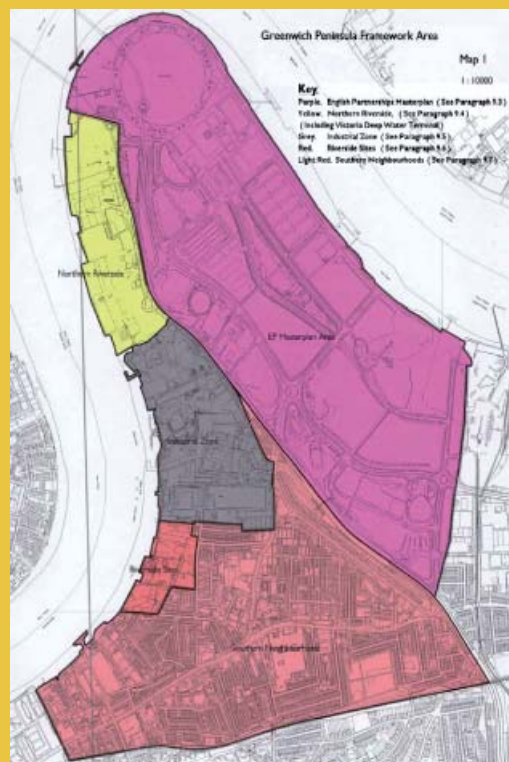 Greenwich Peninsula Framework Area
Map 1
1: 10000
Key.
Purple. English Partnerships Masterplan (See Paragraph 9.3)
Yellow. Northern Riverside, (See Paragraph 9.4)
(Including Victoria Deep Water Terminal)
Grey. Industrial Zone (See Paragraph 9.5)
Red. Riverside Sites (See Paragraph 9.6)
Light Red. Southern Neighbourhoods (See Paragraph 9.7)
Northern Riverside
EP Masterplan Area
Industrial Zone
Riverside Sites
Southern Neighbourhoods